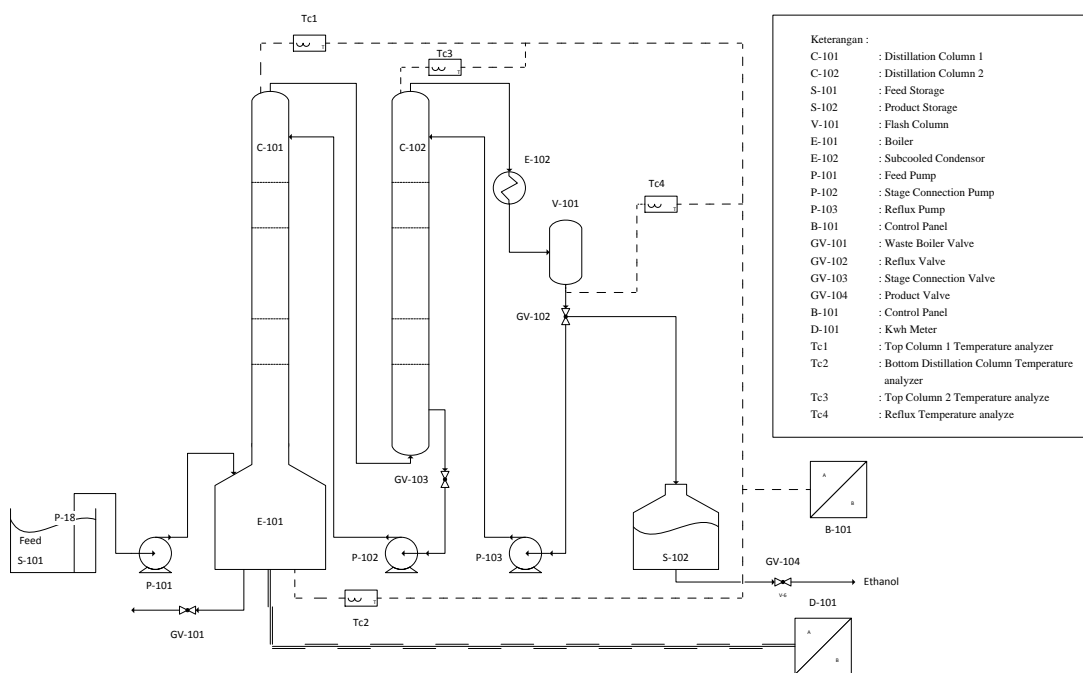 Tc1
Tc3
C-101
C-102
E-102
V-101
Tc4
GV-102
GV-103
P-18
Feed
S-101
P-101
E-101
P-102
P-103
S-102
GV-104
V-6
Ethanol
GV-101
Tc2
D-101
A
B
A
B
B-101
T
T
T
T
Keterangan :
C-101 : Distillation Column 1
C-102 : Distillation Column 2
S-101 : Feed Storage
S-102 : Product Storage
V-101 : Flash Column
E-101 : Boiler
E-102 : Subcooled Condensor
P-101 : Feed Pump
P-102 : Stage Connection Pump
P-103 : Reflux Pump
B-101 : Control Panel
GV-101 : Waste Boiler Valve
GV-102 : Reflux Valve
GV-103 : Stage Connection Valve
GV-104 : Product Valve
B-101 : Control Panel
D-101 : Kwh Meter
Tc1 : Top Column 1 Temperature analyzer
Tc2 : Bottom Distillation Column Temperature
analyzer
Tc3 : Top Column 2 Temperature analyze
Tc4 : Reflux Temperature analyze